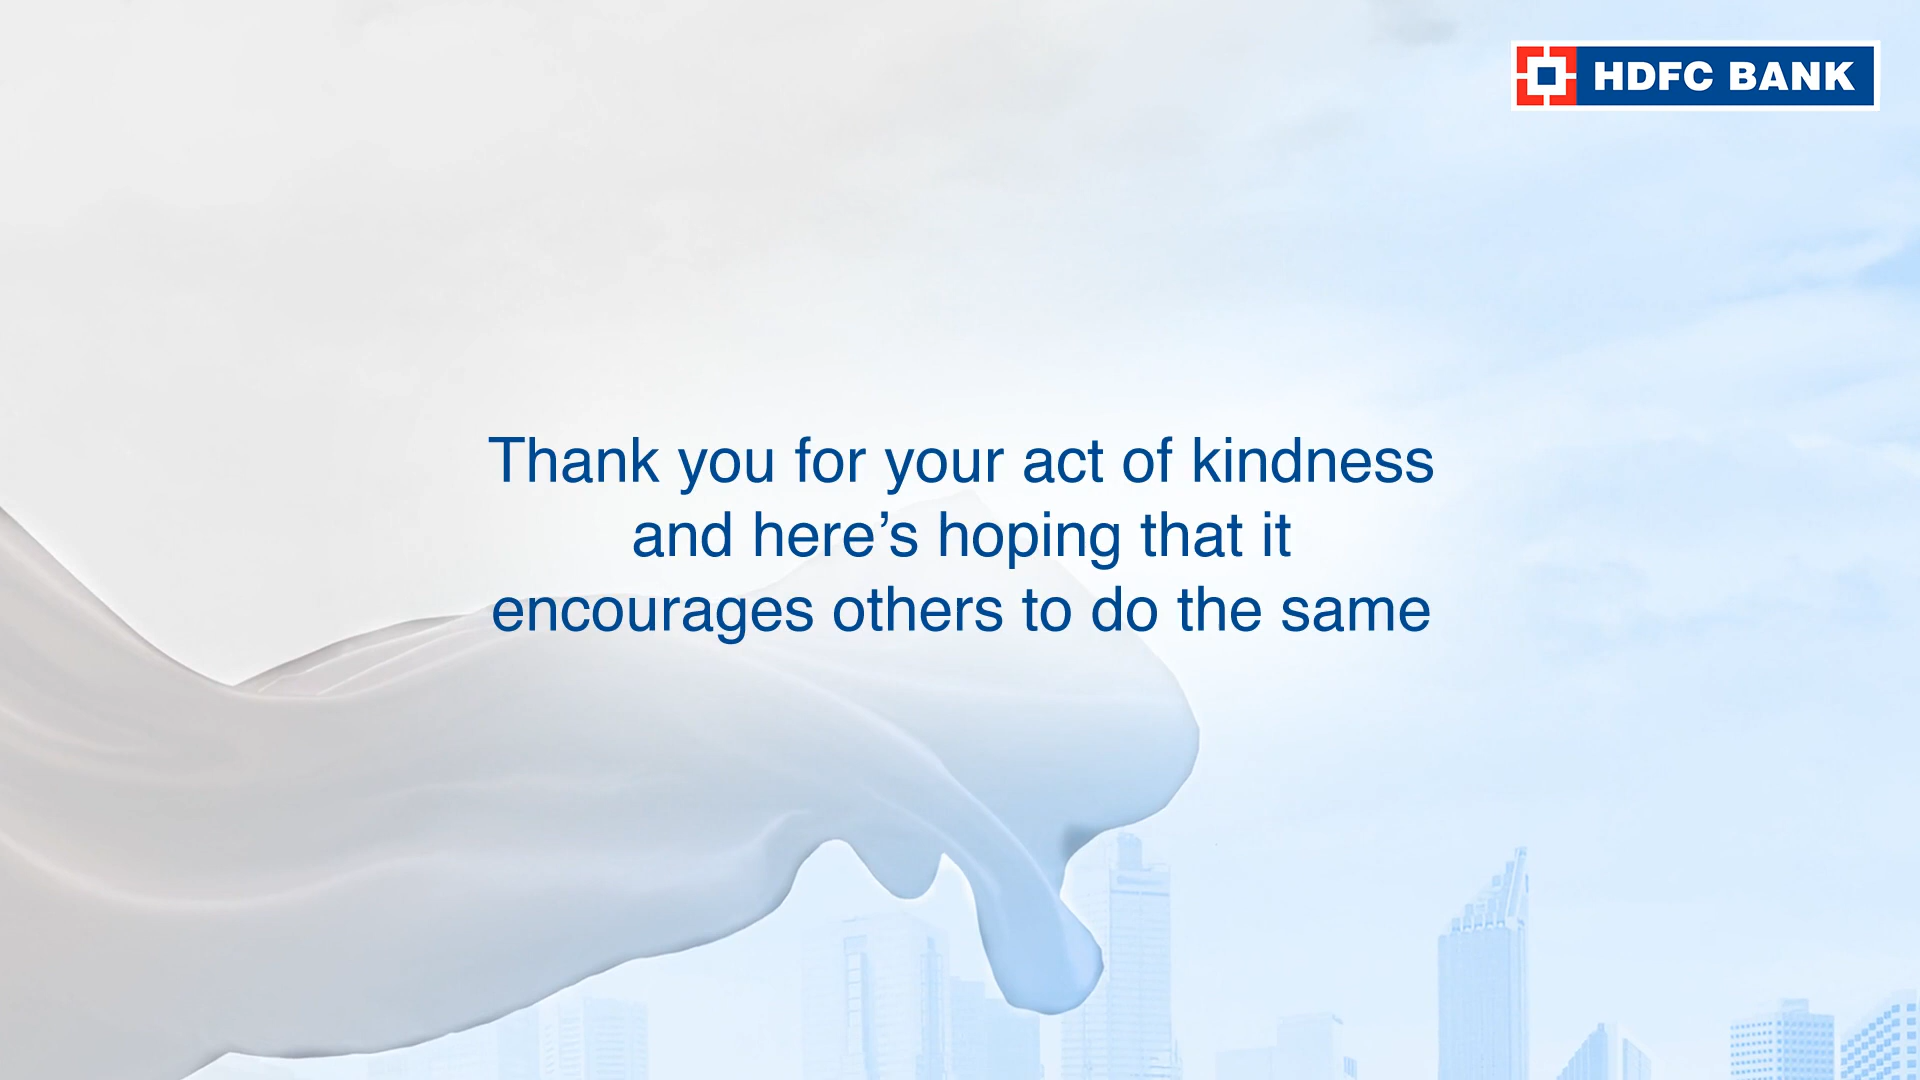 HDFC BANK
Thank you for your act of kindness
and here’s hoping that it
encourages others to do the same